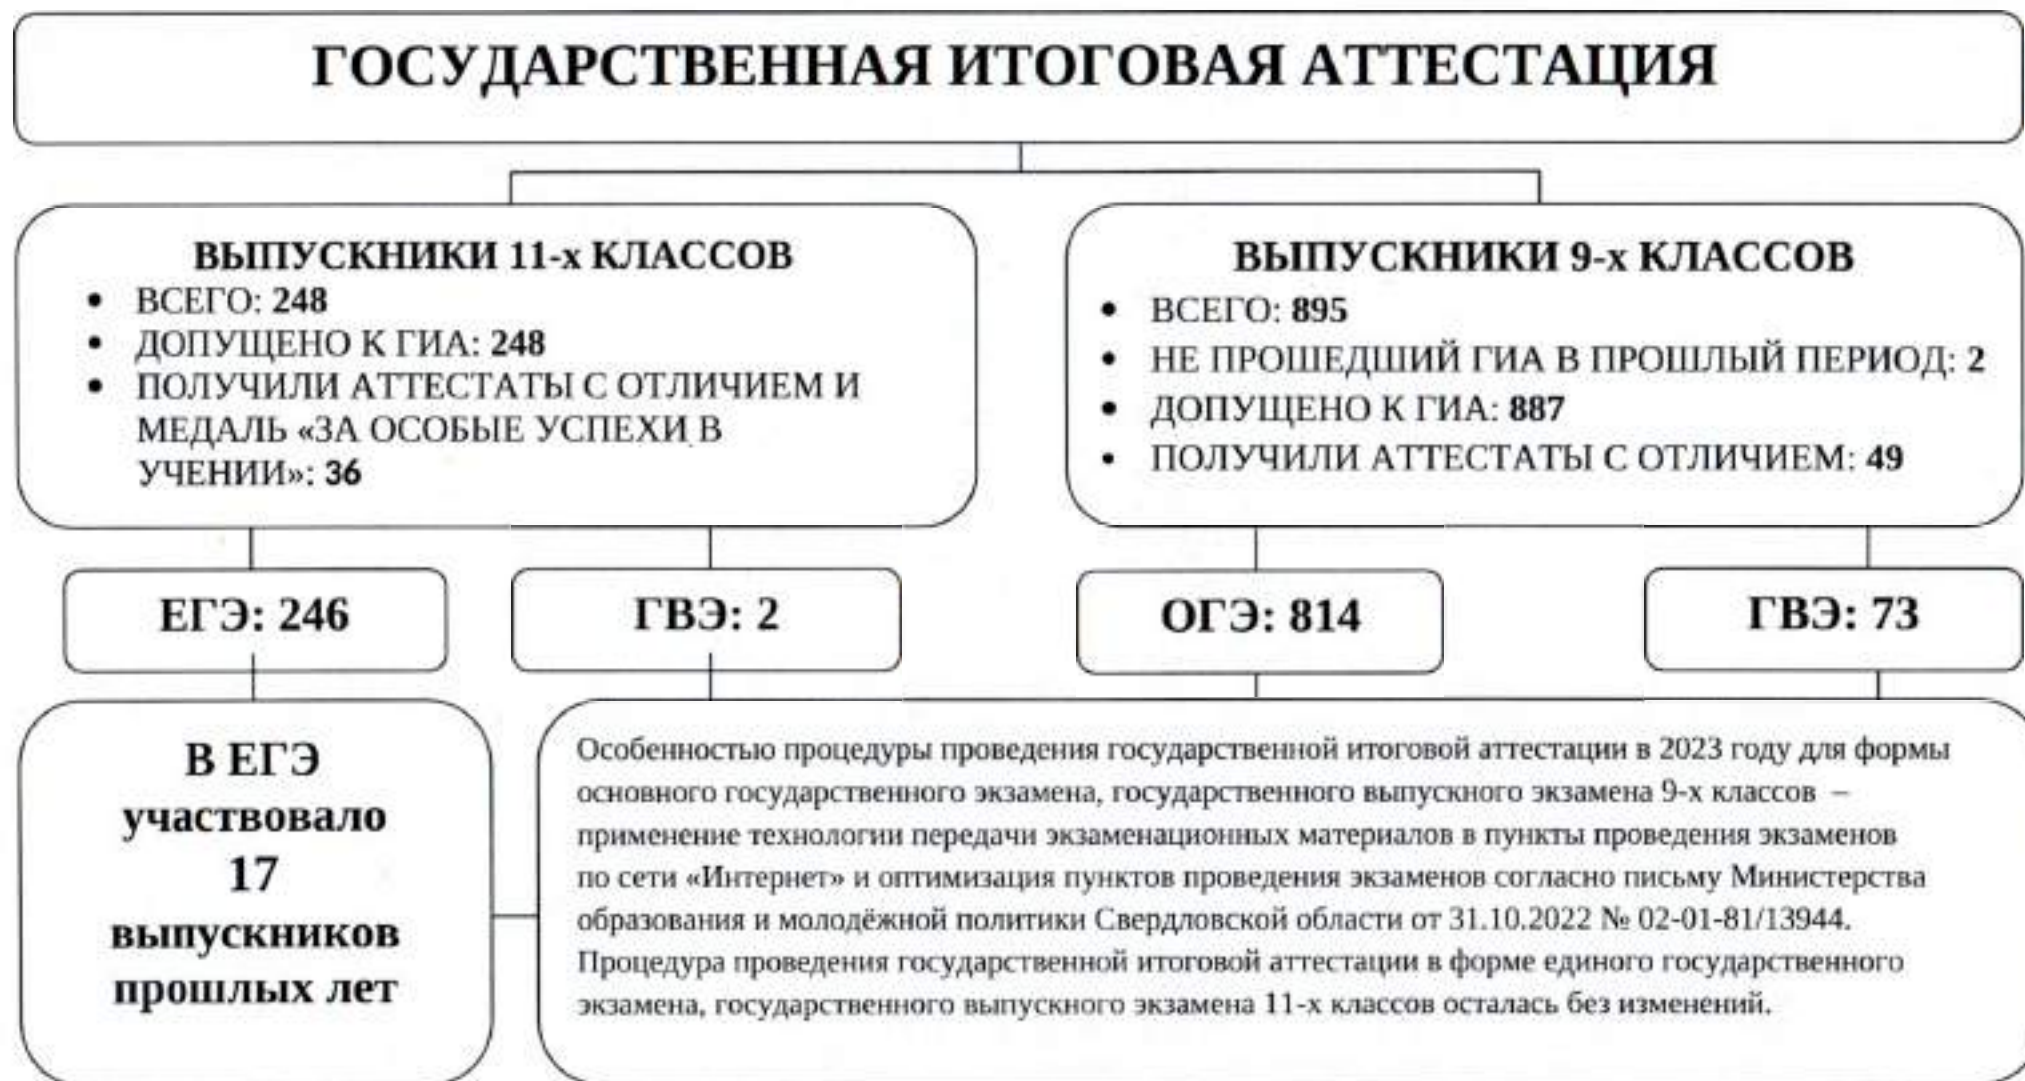 ГОСУДАРСТВЕННАЯ ИТОГОВАЯ АТТЕСТАЦИЯ
ВЫПУСКНИКИ 11-х КЛАССОВ
• ВСЕГО: 248
• ДОПУЩЕНО К ГИА: 248
• ПОЛУЧИЛИ АТТЕСТАТЫ С ОТЛИЧИЕМ И
МЕДАЛЬ «ЗА ОСОБЫЕ УСПЕХИ В
УЧЕНИИ»: 36
ВЫПУСКНИКИ 9-х КЛАССОВ
• ВСЕГО: 895
• НЕ ПРОШЕДШИЙ ГИА В ПРОШЛЫЙ ПЕРИОД: 2
• ДОПУЩЕНО К ГИА: 887
• ПОЛУЧИЛИ АТТЕСТАТЫ С ОТЛИЧИЕМ: 49
ЕГЭ: 246
ГВЭ: 2
ОГЭ: 814
ГВЭ: 73
В ЕГЭ
участвовало
17
выпускников
прошлых лет
Особенностью процедуры проведения государственной итоговой аттестации в 2023 году для формы
основного государственного экзамена, государственного выпускного экзамена 9-х классов –
применение технологии передачи экзаменационных материалов в пункты проведения экзаменов
по сети «Интернет» и оптимизация пунктов проведения экзаменов согласно письму Министерства
образования и молодёжной политики Свердловской области от 31.10.2022 № 02-01-81/13944.
Процедура проведения государственной итоговой аттестации в форме единого государственного
экзамена, государственного выпускного экзамена 11-х классов осталась без изменений.